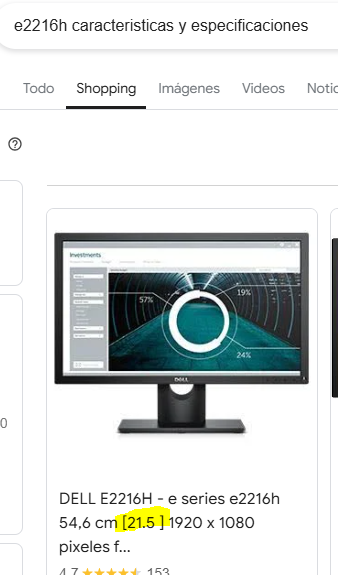 e2216h caracteristicas y especificaciones
Todo Shopping Imágenes Videos Notic
Investments
57%
19%
24%
DELL
0
DELL E2216H - e series e2216h
54,6 cm [21.5 ] 1920 x 1080
pixeles f...
4,7 153